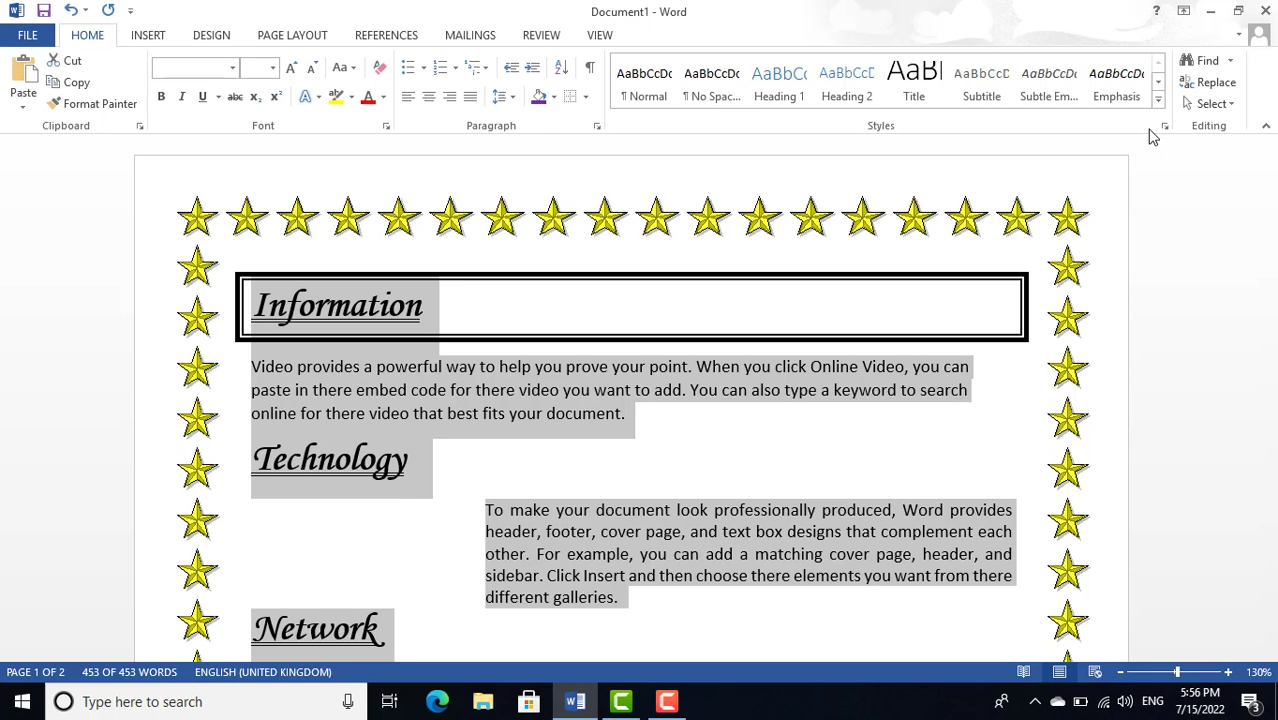 Document1 - Word
FILE HOME INSERT DESIGN PAGE LAYOUT REFERENCES MAILINGS REVIEW VIEW
Paste
Cut
Copy
Format Painter
Clipboard
Aa
B I U abc x₂ x² A A
Font
Paragraph
AaBbCcDc AaBbCcDc AaBbCc AaBbCcD AaBl AaBbCcD AaBbCcDc AaBbCcDc
¶ Normal ¶ No Spac... Heading 1 Heading 2 Title Subtitle Subtle Em... Emphasis
Styles
Find
Replace
Select
Editing
Information
Video provides a powerful way to help you prove your point. When you click Online Video, you can
paste in there embed code for there video you want to add. You can also type a keyword to search
online for there video that best fits your document.
Technology
To make your document look professionally produced, Word provides
header, footer, cover page, and text box designs that complement each
other. For example, you can add a matching cover page, header, and
sidebar. Click Insert and then choose there elements you want from there
different galleries.
Network
PAGE 1 OF 2 453 OF 453 WORDS ENGLISH (UNITED KINGDOM) 130%
Type here to search
ENG
5:56 PM
7/15/2022
3